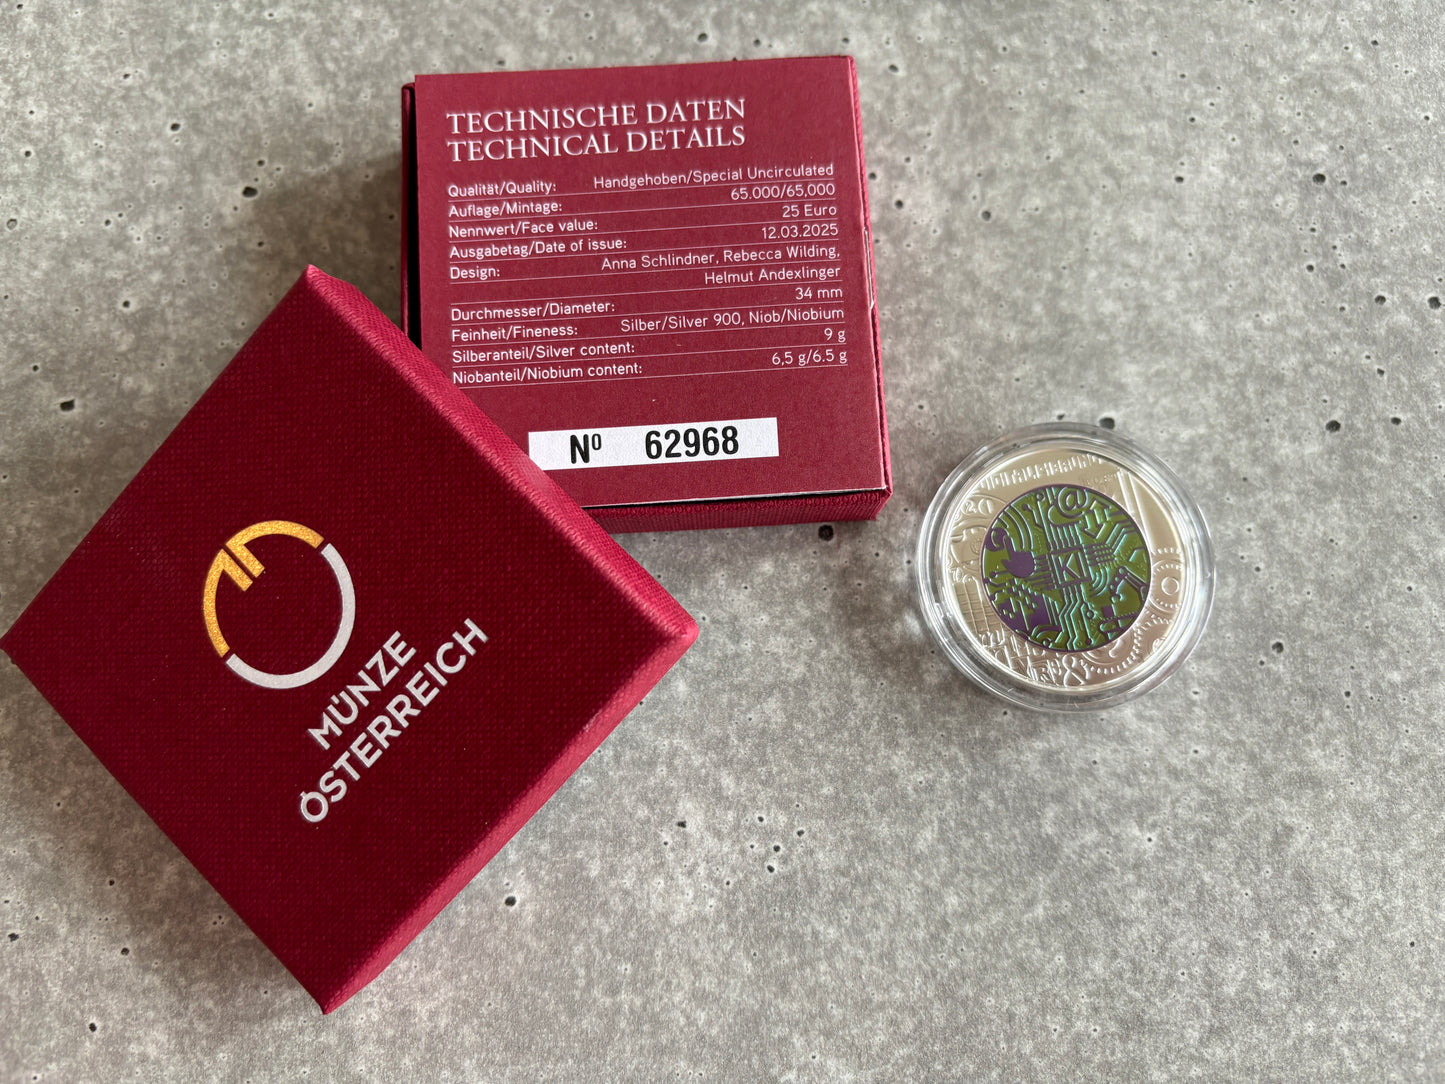 TECHNISCHE DATEN
TECHNICAL DETAILS
Qualität/Quality: Handgehoben/Special Uncirculated
Auflage/Mintage: 65.000/65,000
Nennwert/Face value: 25 Euro
Ausgabetag/Date of issue: 12.03.2025
Design: Anna Schlindner, Rebecca Wilding,
Helmut Andexlinger
Durchmesser/Diameter: 34 mm
Feinheit/Fineness: Silber/Silver 900, Niob/Niobium
Silberanteil/Silver content: 9 g
Niobanteil/Niobium content: 6,5 g/6.5 g
Nº 62968
MÜNZE
ÖSTERREICH
DIGITALISIERUNG
@
KI